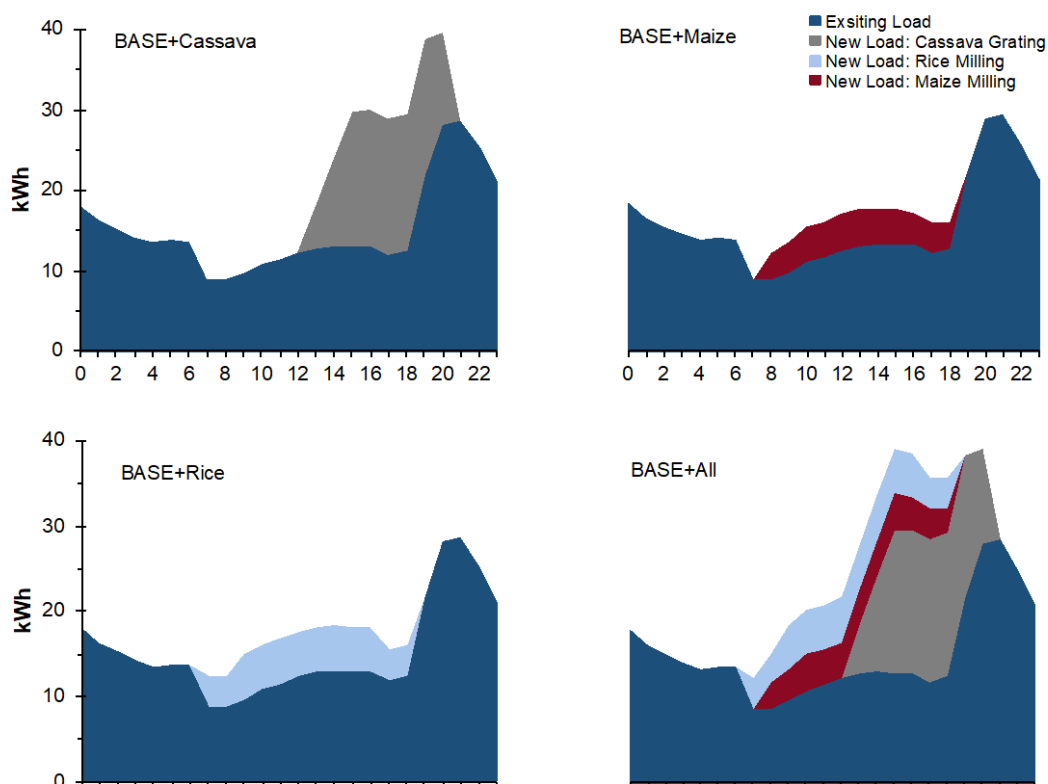 BASE+Cassava
kWh
40
30
20
10
0
0 2 4 6 8 10 12 14 16 18 20 22
BASE+Maize
Exsiting Load
New Load: Cassava Grating
New Load: Rice Milling
New Load: Maize Milling
0 2 4 6 8 10 12 14 16 18 20 22
BASE+Rice
kWh
40
30
20
10
0
BASE+All